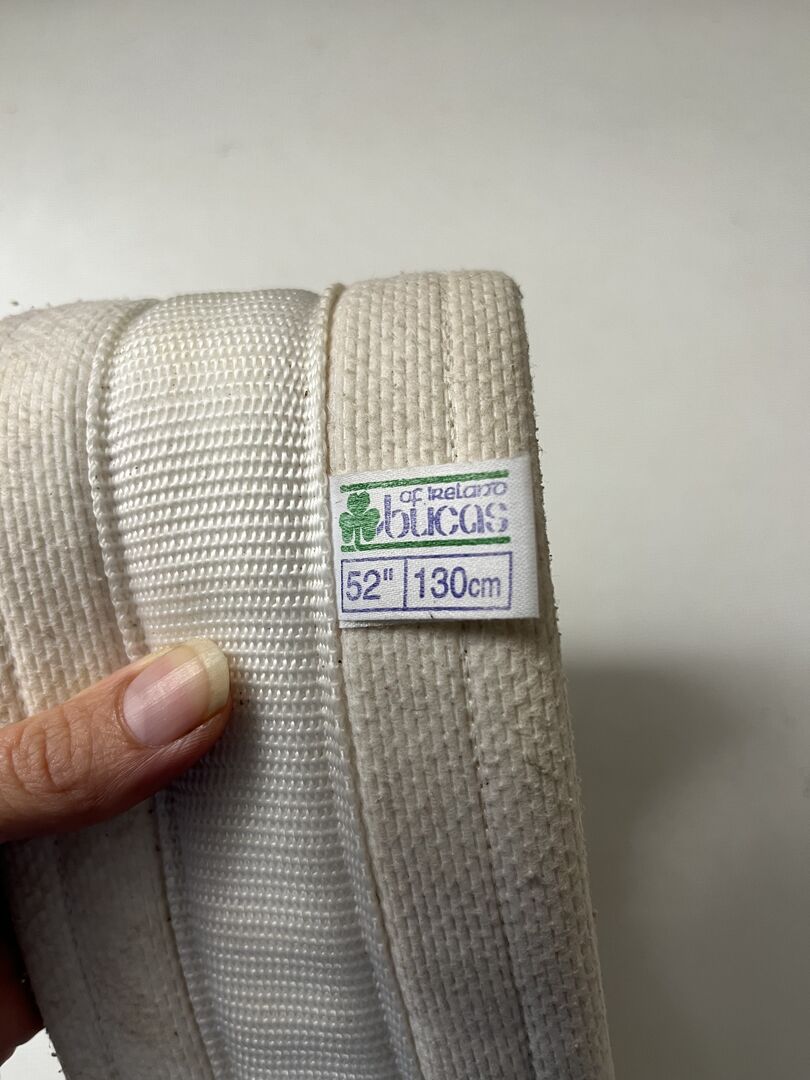 of Ireland
bucas
52" 130cm